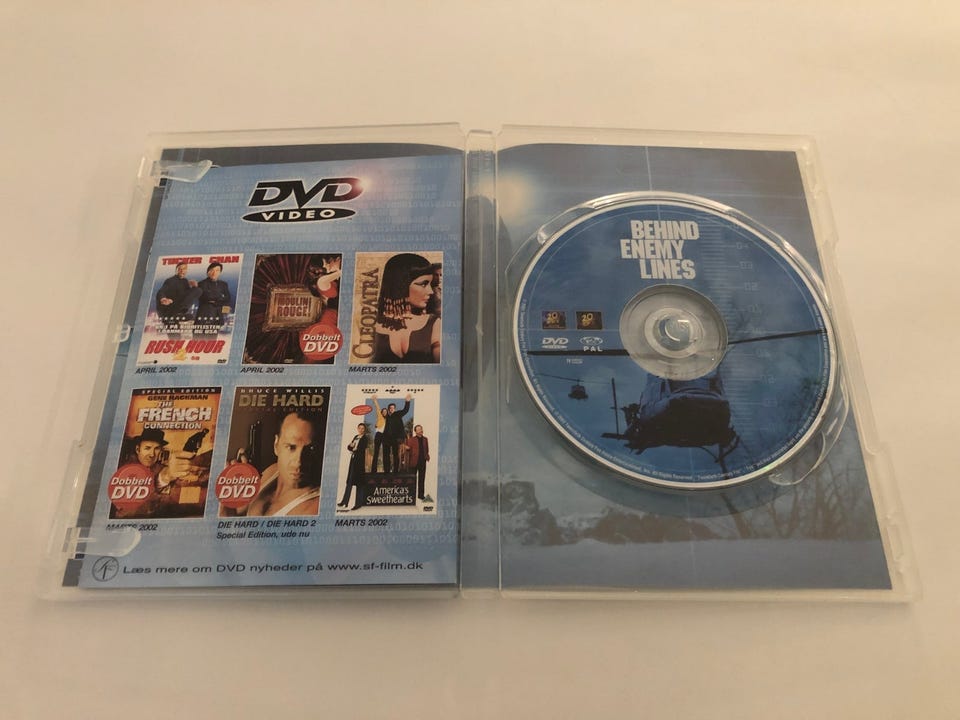 DVD
VIDEO
TUCKER CHAN
RUSH HOUR
2
APRIL 2002
MOULIN ROUGE!
Dobbelt
DVD
APRIL 2002
CLEOPATRA
MARTS 2002
SPECIAL EDITION
GENE HACKMAN
THE
FRENCH
CONNECTION
Dobbelt
DVD
MARTS 2002
BRUCE WILLIS
DIE HARD
SPECIAL EDITION
Dobbelt
DVD
DIE HARD / DIE HARD 2
Special Edition, ude nu
America's
Sweethearts
MARTS 2002
Læs mere om DVD nyheder på www.sf-film.dk
BEHIND
ENEMY
LINES
DVD
VIDEO
PAL